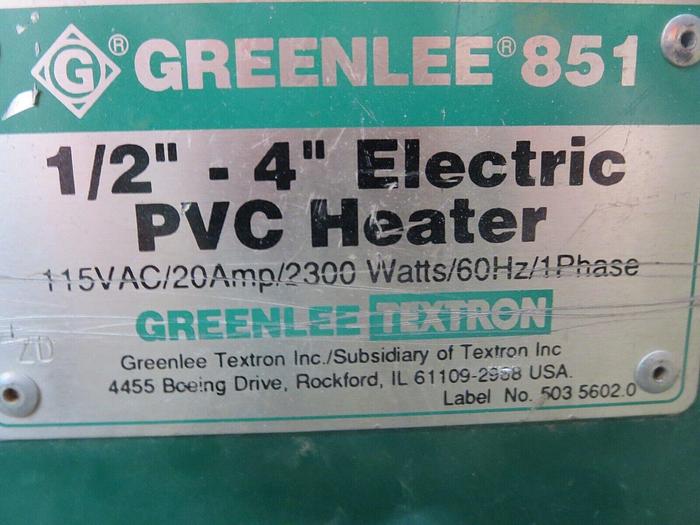 G® GREENLEE® 851
1/2" - 4" Electric
PVC Heater
115VAC/20Amp/2300 Watts/60Hz/1Phase
GREENLEE TEXTRON
ZD
Greenlee Textron Inc./Subsidiary of Textron Inc
4455 Boeing Drive, Rockford, IL 61109-2988 USA.
Label No. 503 5602.0